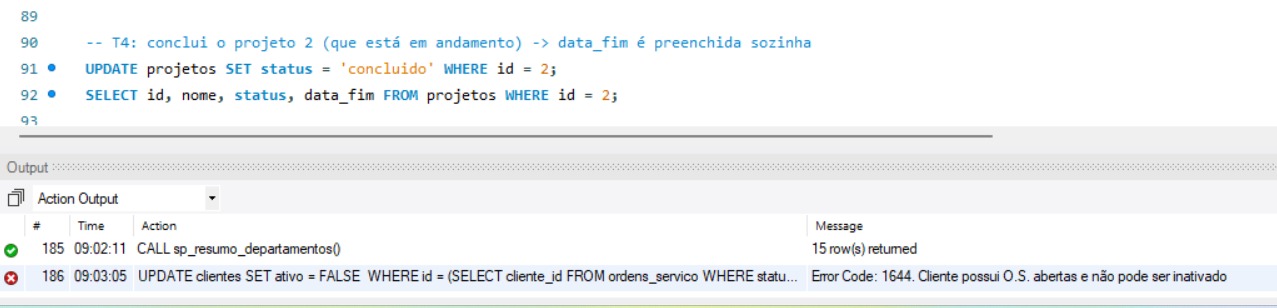 89
90 -- T4: conclui o projeto 2 (que está em andamento) -> data_fim é preenchida sozinha
91 UPDATE projetos SET status = 'concluido' WHERE id = 2;
92 SELECT id, nome, status, data_fim FROM projetos WHERE id = 2;
93
Output
Action Output
# Time Action Message
185 09:02:11 CALL sp_resumo_departamentos() 15 row(s) returned
186 09:03:05 UPDATE clientes SET ativo = FALSE WHERE id = (SELECT cliente_id FROM ordens_servico WHERE statu... Error Code: 1644. Cliente possui O.S. abertas e não pode ser inativado